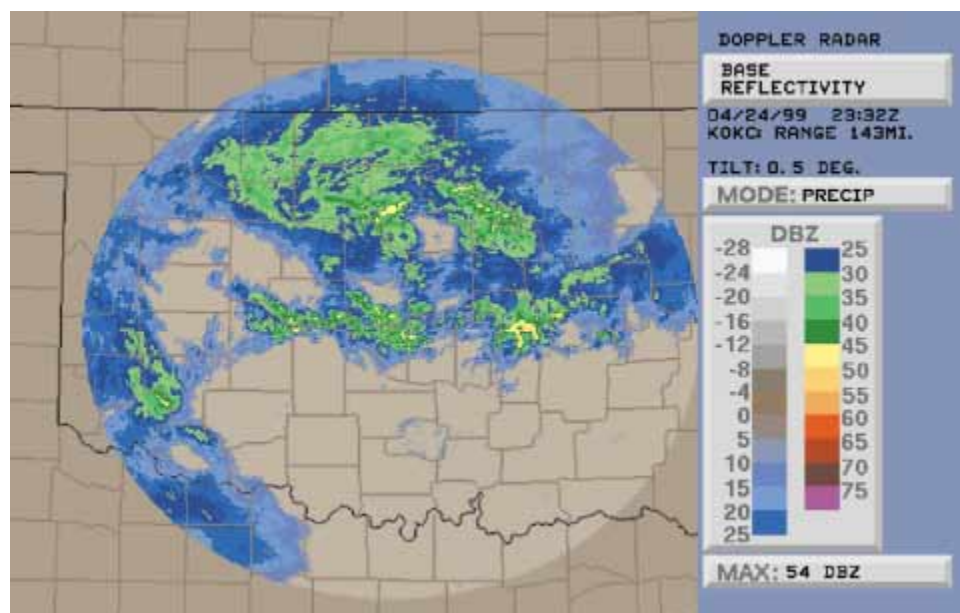 DOPPLER RADAR
BASE
REFLECTIVITY
04/24/99 23:32Z
KOKC: RANGE 143MI.
TILT: 0.5 DEG.
MODE: PRECIP
DBZ
-28 25
-24 30
-20 35
-16 40
-12 45
-8 50
-4 55
0 60
5 65
10 70
15 75
20
25
MAX: 54 DBZ